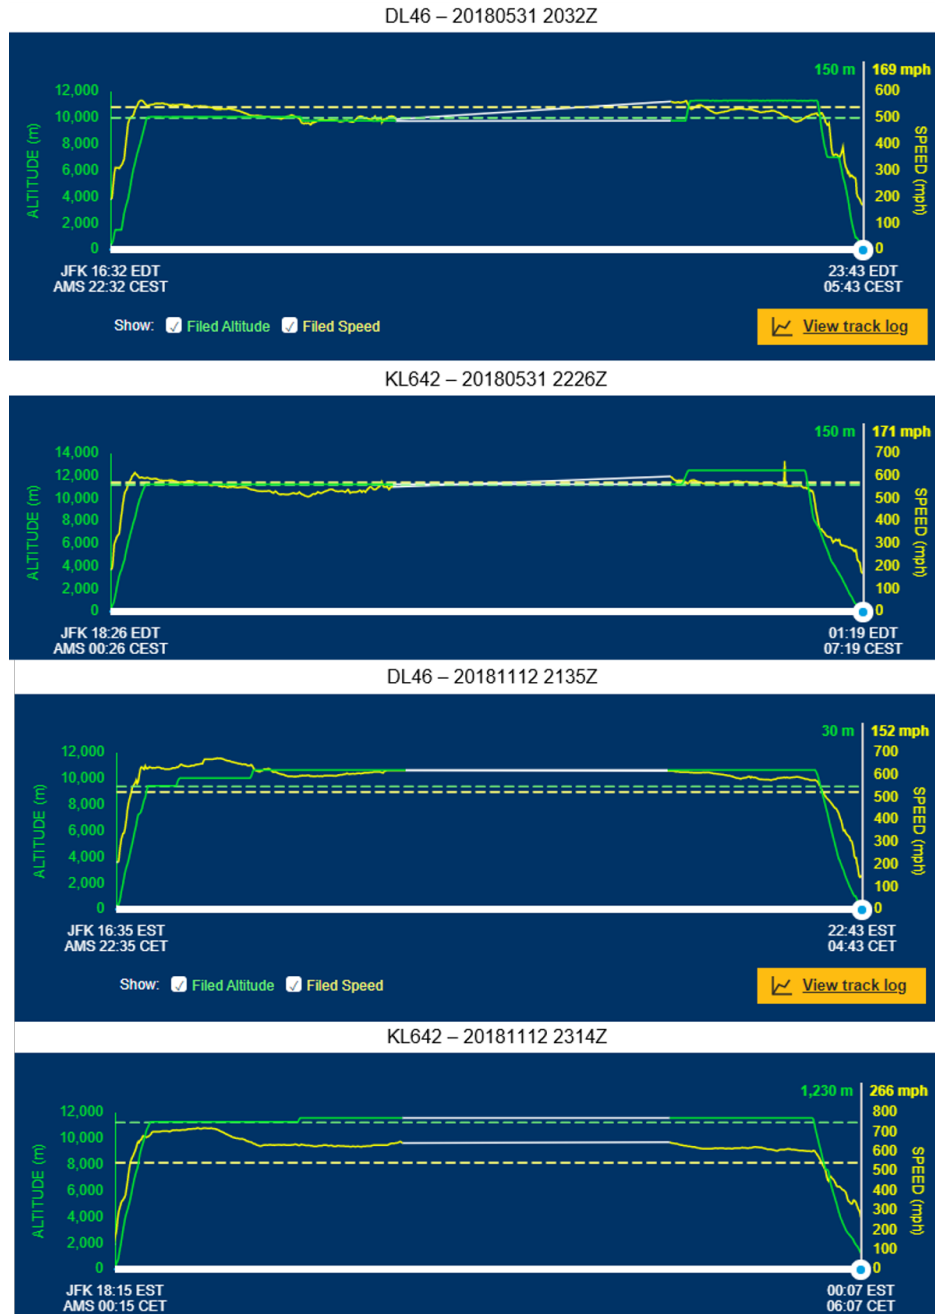 DL46 – 20180531 2032Z
150 m 169 mph
12,000 600
10,000 500
8,000 400
6,000 300
4,000 200
2,000 100
0 0
ALTITUDE (m)
SPEED (mph)
JFK 16:32 EDT 23:43 EDT
AMS 22:32 CEST 05:43 CEST
Show: Filed Altitude Filed Speed View track log
KL642 – 20180531 2226Z
150 m 171 mph
14,000 700
12,000 600
10,000 500
8,000 400
6,000 300
4,000 200
2,000 100
0 0
ALTITUDE (m)
SPEED (mph)
JFK 18:26 EDT 01:19 EDT
AMS 00:26 CEST 07:19 CEST
DL46 – 20181112 2135Z
30 m 152 mph
12,000 700
10,000 600
8,000 500
6,000 400
4,000 300
2,000 200
0 100
0
ALTITUDE (m)
SPEED (mph)
JFK 16:35 EST 22:43 EST
AMS 22:35 CET 04:43 CET
Show: Filed Altitude Filed Speed View track log
KL642 – 20181112 2314Z
1,230 m 266 mph
12,000 800
10,000 700
8,000 600
6,000 500
4,000 400
2,000 300
0 200
100
0
ALTITUDE (m)
SPEED (mph)
JFK 18:15 EST 00:07 EST
AMS 00:15 CET 06:07 CET